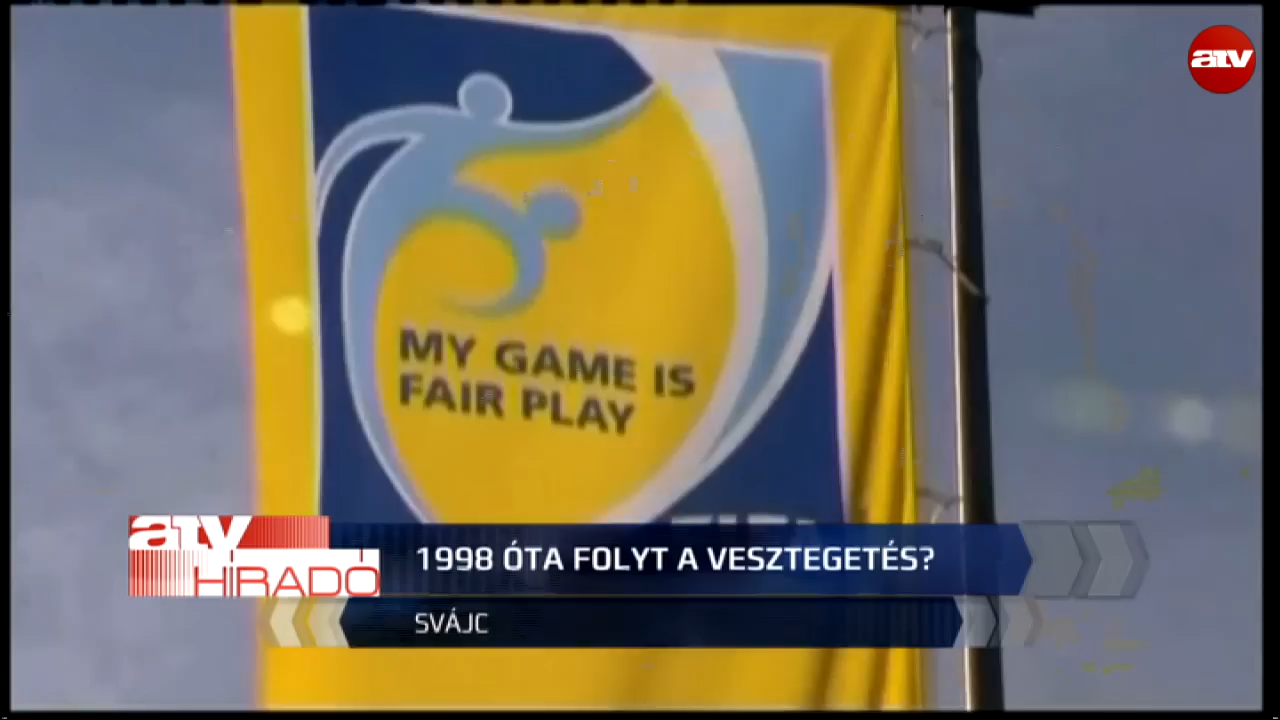 atv
MY GAME IS
FAIR PLAY
atv
HÍRADÓ
1998 ÓTA FOLYT A VESZTEGETÉS?
SVÁJC